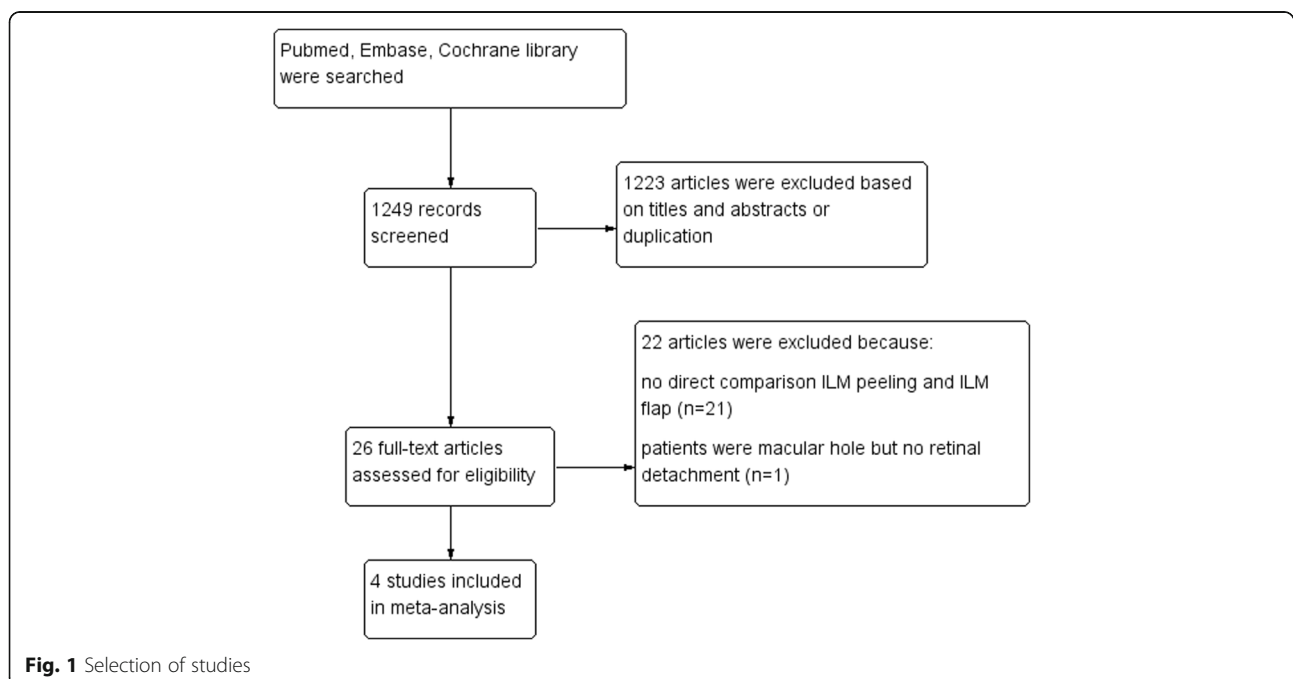 Pubmed, Embase, Cochrane library
were searched
1249 records
screened
1223 articles were excluded based
on titles and abstracts or
duplication
26 full-text articles
assessed for eligibility
22 articles were excluded because:
no direct comparison ILM peeling and ILM
flap (n=21)
patients were macular hole but no retinal
detachment (n=1)
4 studies included
in meta-analysis
Fig. 1 Selection of studies